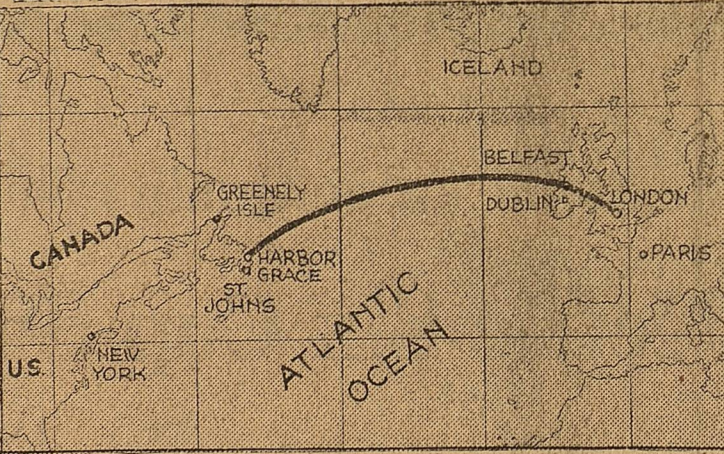 ICELAND
BELFAST
GREENELY
ISLE
DUBLIN
LONDON
CANADA
HARBOR
GRACE
PARIS
ST.
JOHNS
ATLANTIC
OCEAN
NEW
YORK
U.S.